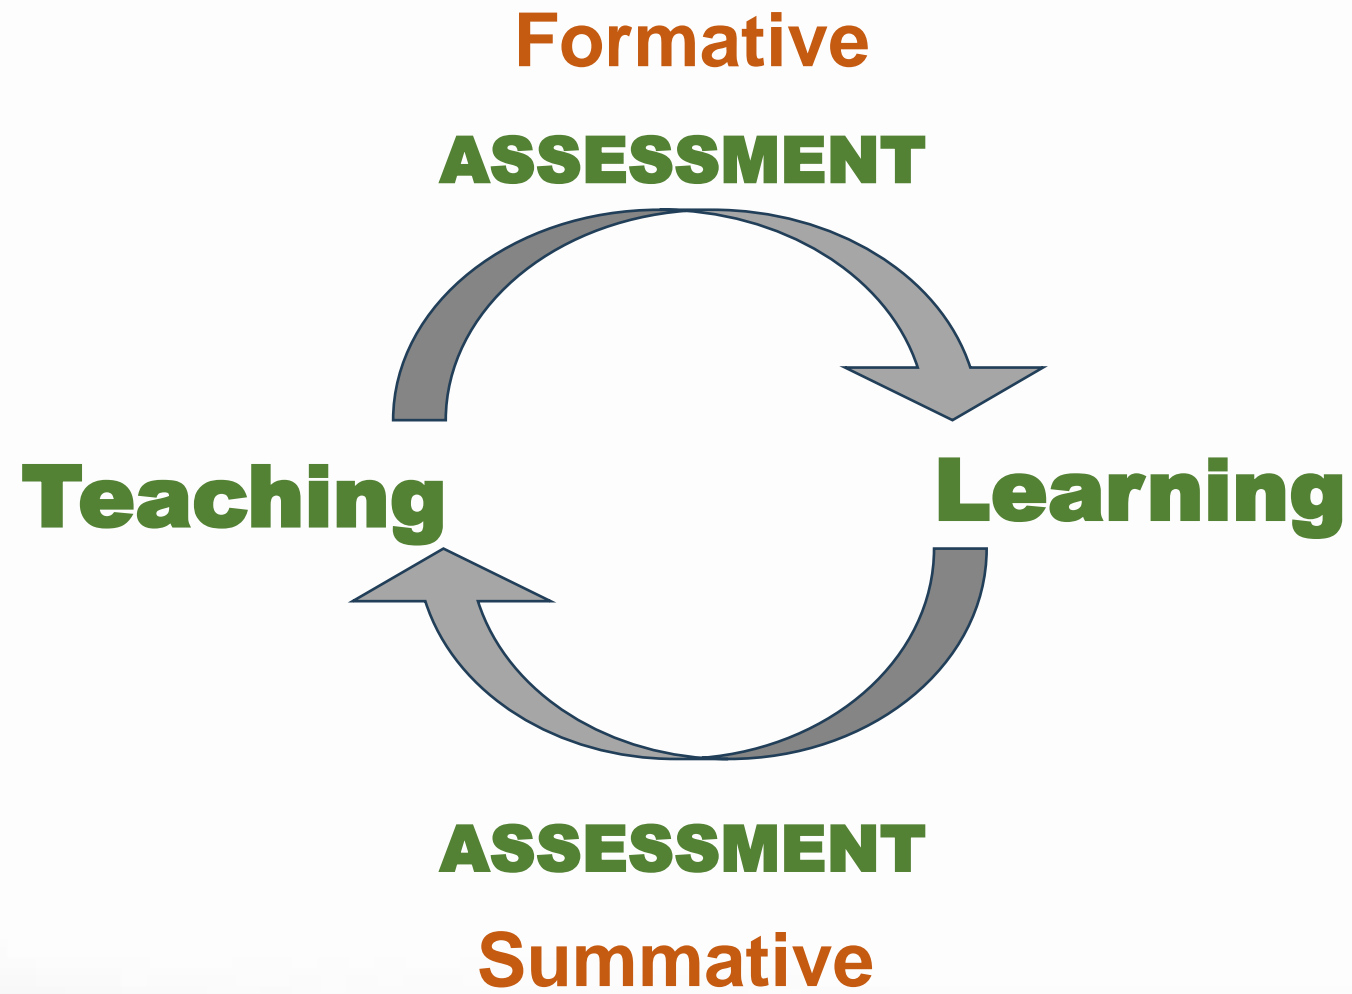 Formative
ASSESSMENT
Teaching
Learning
ASSESSMENT
Summative